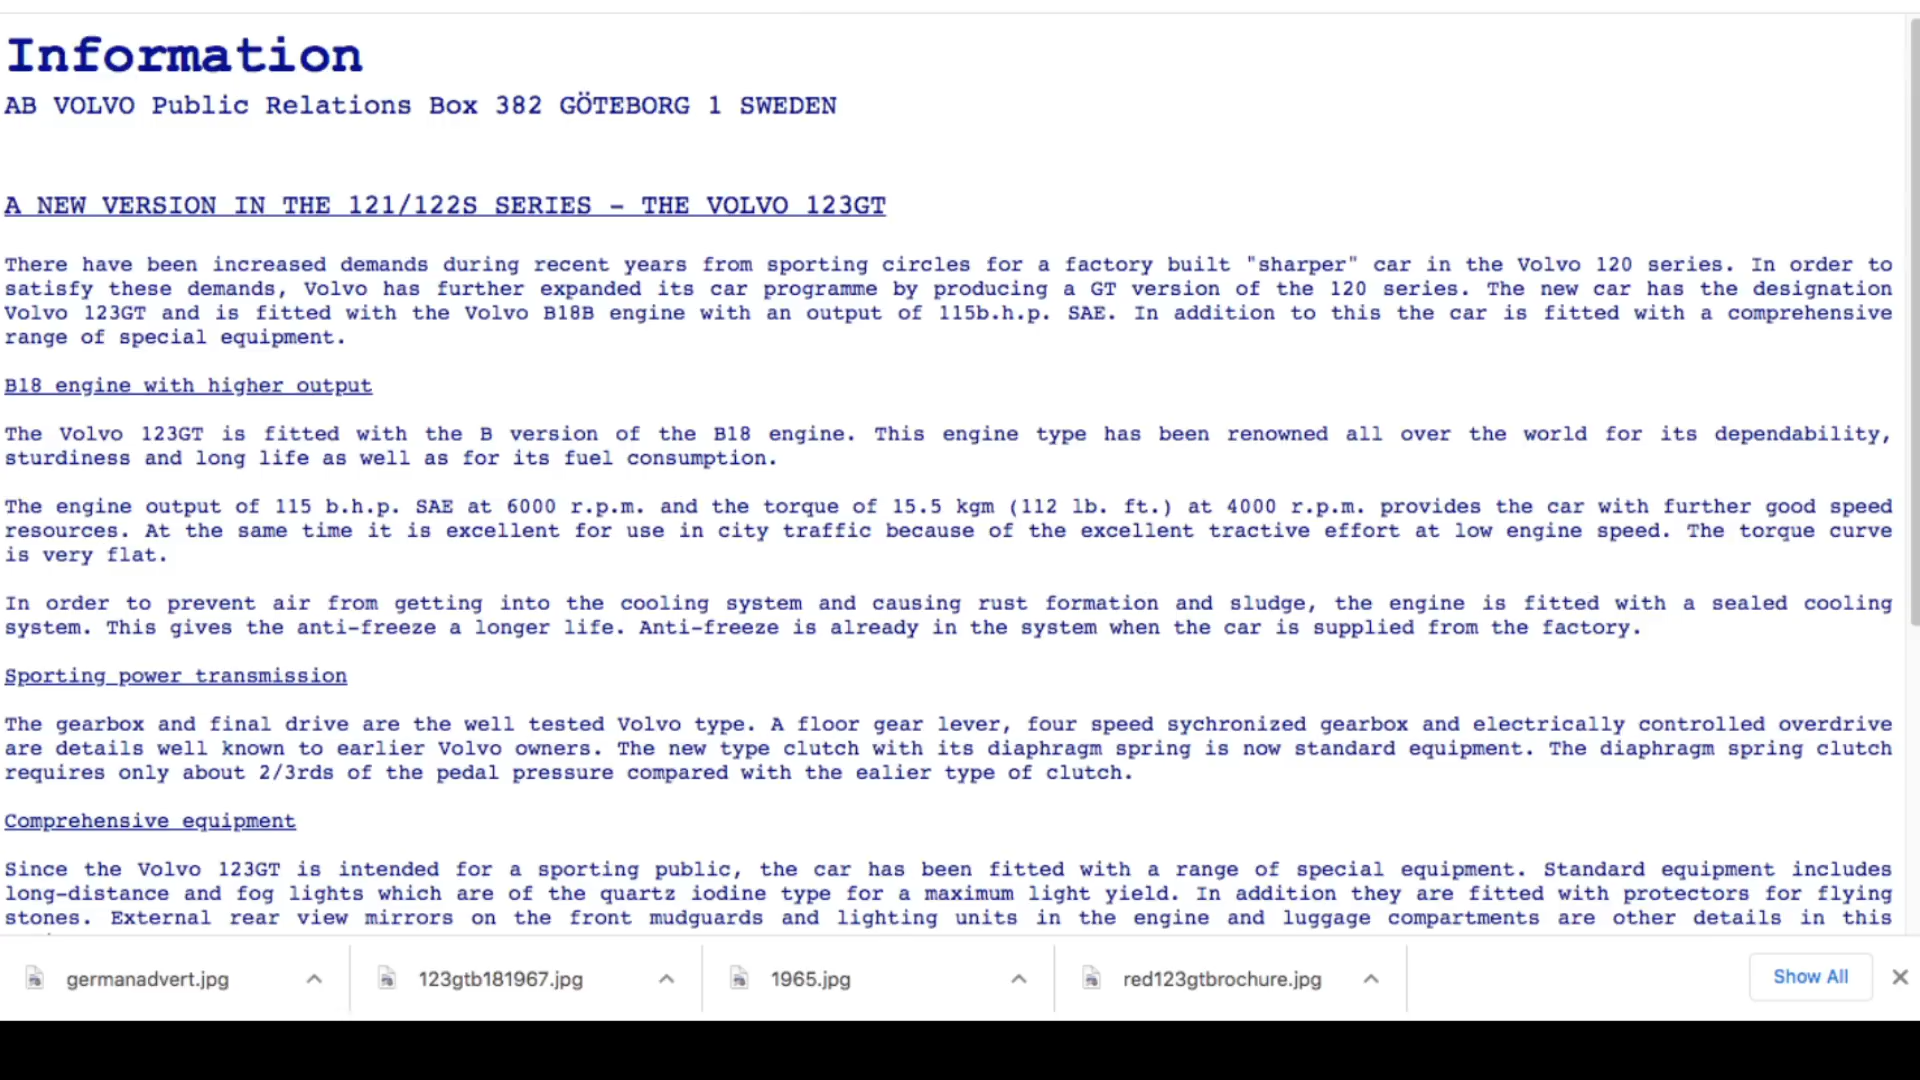 Information
AB VOLVO Public Relations Box 382 GÖTEBORG 1 SWEDEN
A NEW VERSION IN THE 121/122S SERIES - THE VOLVO 123GT
There have been increased demands during recent years from sporting circles for a factory built "sharper" car in the Volvo 120 series. In order to
satisfy these demands, Volvo has further expanded its car programme by producing a GT version of the 120 series. The new car has the designation
Volvo 123GT and is fitted with the Volvo B18B engine with an output of 115b.h.p. SAE. In addition to this the car is fitted with a comprehensive
range of special equipment.
B18 engine with higher output
The Volvo 123GT is fitted with the B version of the B18 engine. This engine type has been renowned all over the world for its dependability,
sturdiness and long life as well as for its fuel consumption.
The engine output of 115 b.h.p. SAE at 6000 r.p.m. and the torque of 15.5 kgm (112 lb. ft.) at 4000 r.p.m. provides the car with further good speed
resources. At the same time it is excellent for use in city traffic because of the excellent tractive effort at low engine speed. The torque curve
is very flat.
In order to prevent air from getting into the cooling system and causing rust formation and sludge, the engine is fitted with a sealed cooling
system. This gives the anti-freeze a longer life. Anti-freeze is already in the system when the car is supplied from the factory.
Sporting power transmission
The gearbox and final drive are the well tested Volvo type. A floor gear lever, four speed sychronized gearbox and electrically controlled overdrive
are details well known to earlier Volvo owners. The new type clutch with its diaphragm spring is now standard equipment. The diaphragm spring clutch
requires only about 2/3rds of the pedal pressure compared with the ealier type of clutch.
Comprehensive equipment
Since the Volvo 123GT is intended for a sporting public, the car has been fitted with a range of special equipment. Standard equipment includes
long-distance and fog lights which are of the quartz iodine type for a maximum light yield. In addition they are fitted with protectors for flying
stones. External rear view mirrors on the front mudguards and lighting units in the engine and luggage compartments are other details in this
germanadvert.jpg
123gtb181967.jpg
1965.jpg
red123gtbrochure.jpg
Show All